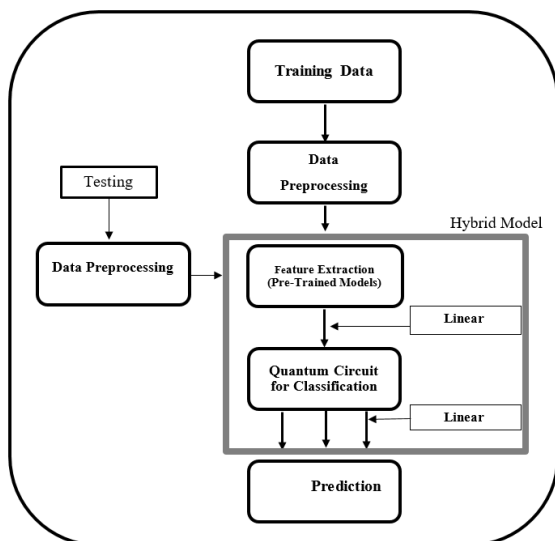 Training Data
Data
Preprocessing
Testing
Hybrid Model
Data Preprocessing
Feature Extraction
(Pre-Trained Models)
Linear
Quantum Circuit
for Classification
Linear
Prediction